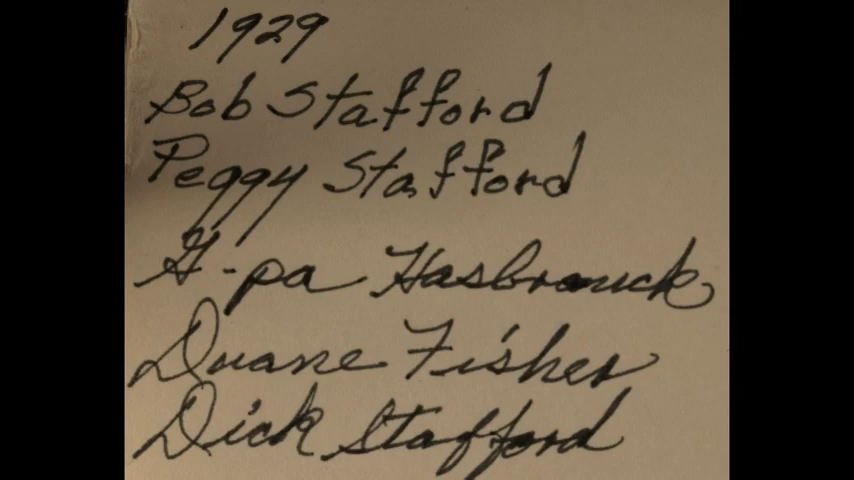 1929
Bob Stafford
Peggy Stafford
G-pa Hasbrouck
Duane Fisher
Dick Stafford